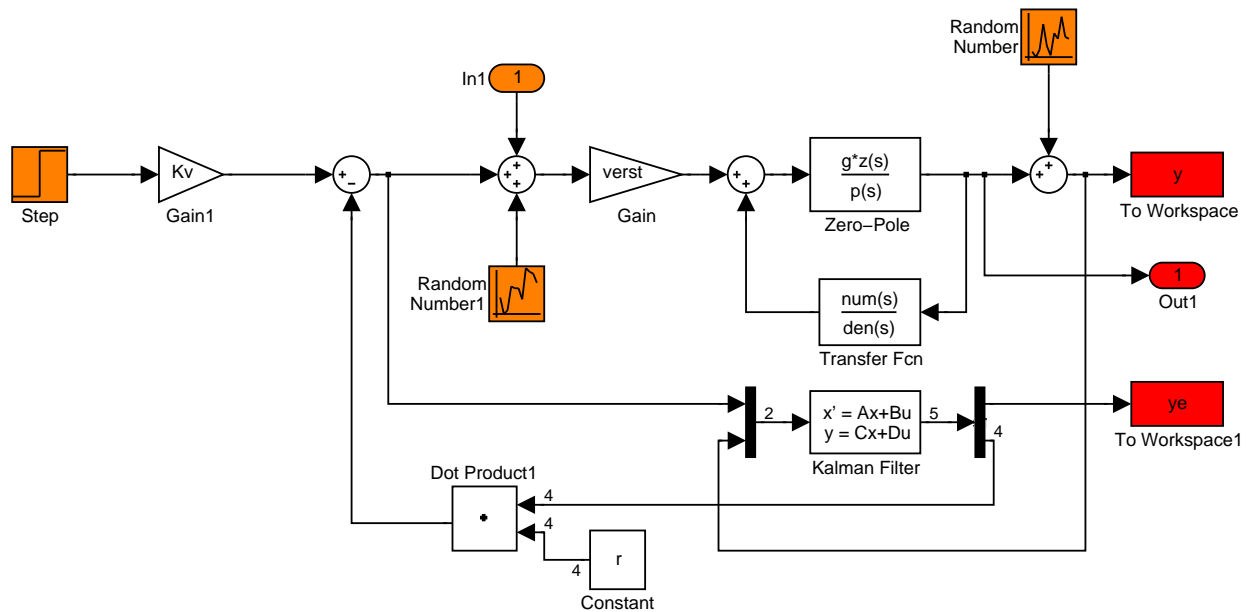 Random
Number
In1
1
Kv
verst
g*z(s)
p(s)
y
Step
Gain1
Gain
Zero−Pole
To Workspace
Random
Number1
num(s)
den(s)
1
Out1
Transfer Fcn
2
x' = Ax+Bu
y = Cx+Du
5
4
ye
Kalman Filter
To Workspace1
Dot Product1
4
4
4
r
Constant